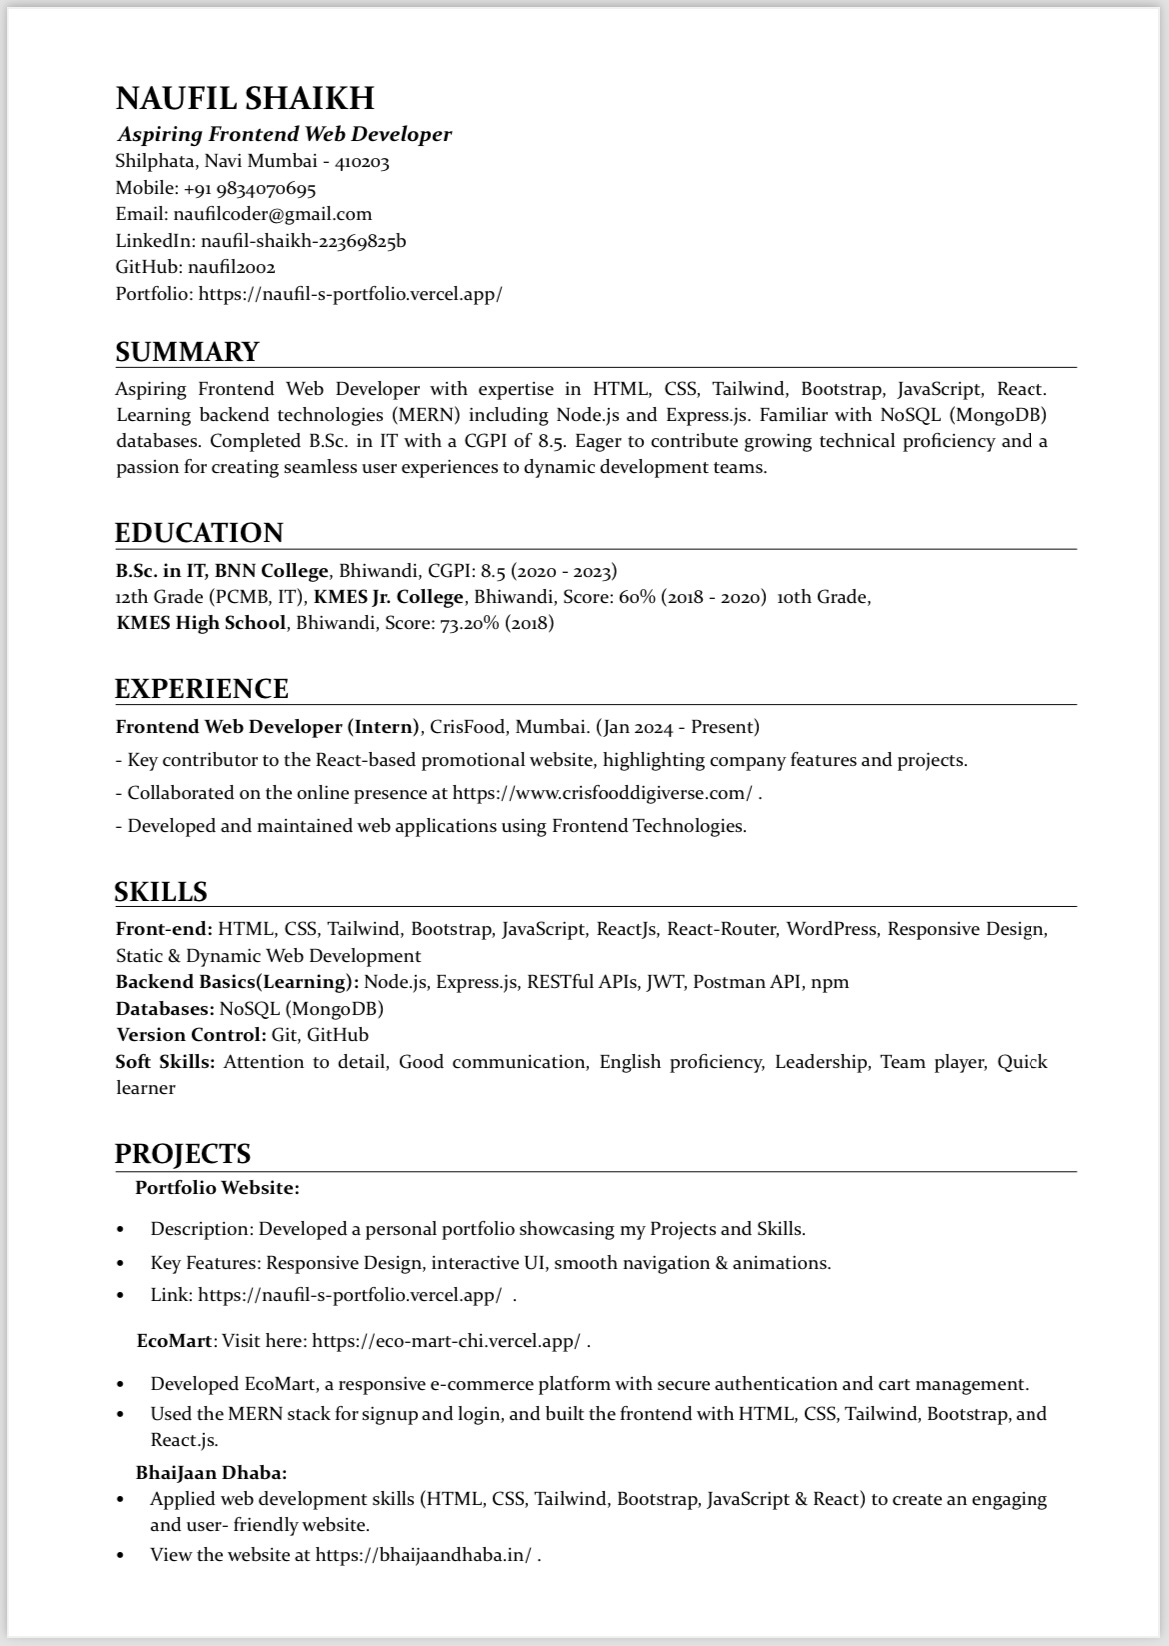 NAUFIL SHAIKH
Aspiring Frontend Web Developer
Shilphata, Navi Mumbai - 410203
Mobile: +91 9834070695
Email: naufilcoder@gmail.com
LinkedIn: naufil-shaikh-22369825b
GitHub: naufil2002
Portfolio: https://naufil-s-portfolio.vercel.app/
SUMMARY
Aspiring Frontend Web Developer with expertise in HTML, CSS, Tailwind, Bootstrap, JavaScript, React.
Learning backend technologies (MERN) including Node.js and Express.js. Familiar with NoSQL (MongoDB)
databases. Completed B.Sc. in IT with a CGPI of 8.5. Eager to contribute growing technical proficiency and a
passion for creating seamless user experiences to dynamic development teams.
EDUCATION
B.Sc. in IT, BNN College, Bhiwandi, CGPI: 8.5 (2020 - 2023)
12th Grade (PCMB, IT), KMES Jr. College, Bhiwandi, Score: 60% (2018 - 2020) 10th Grade,
KMES High School, Bhiwandi, Score: 73.20% (2018)
EXPERIENCE
Frontend Web Developer (Intern), CrisFood, Mumbai. (Jan 2024 - Present)
- Key contributor to the React-based promotional website, highlighting company features and projects.
- Collaborated on the online presence at https://www.crisfooddigiverse.com/ .
- Developed and maintained web applications using Frontend Technologies.
SKILLS
Front-end: HTML, CSS, Tailwind, Bootstrap, JavaScript, ReactJs, React-Router, WordPress, Responsive Design,
Static & Dynamic Web Development
Backend Basics(Learning): Node.js, Express.js, RESTful APIs, JWT, Postman API, npm
Databases: NoSQL (MongoDB)
Version Control: Git, GitHub
Soft Skills: Attention to detail, Good communication, English proficiency, Leadership, Team player, Quick
learner
PROJECTS
Portfolio Website:
• Description: Developed a personal portfolio showcasing my Projects and Skills.
• Key Features: Responsive Design, interactive UI, smooth navigation & animations.
• Link: https://naufil-s-portfolio.vercel.app/ .
EcoMart: Visit here: https://eco-mart-chi.vercel.app/ .
• Developed EcoMart, a responsive e-commerce platform with secure authentication and cart management.
• Used the MERN stack for signup and login, and built the frontend with HTML, CSS, Tailwind, Bootstrap, and
React.js.
BhaiJaan Dhaba:
• Applied web development skills (HTML, CSS, Tailwind, Bootstrap, JavaScript & React) to create an engaging
and user- friendly website.
• View the website at https://bhaijaandhaba.in/ .